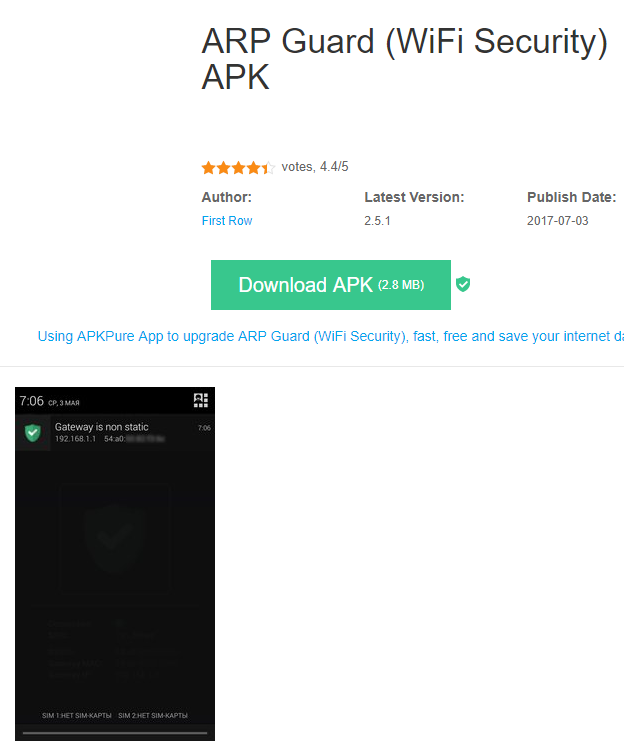 ARP Guard (WiFi Security)
APK
votes, 4.4/5
Author: Latest Version: Publish Date:
First Row 2.5.1 2017-07-03
Download APK (2.8 MB)
Using APKPure App to upgrade ARP Guard (WiFi Security), fast, free and save your internet da
7:06 СР, 3 МАЯ
Gateway is non static 7:06
192.168.1.1 54:a0:
SIM 1:НЕТ SIM-КАРТЫ SIM 2:НЕТ SIM-КАРТЫ